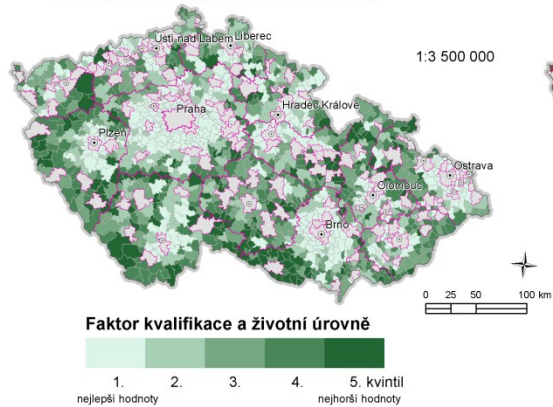 Ústí nad Labem
Liberec
1:3 500 000
Praha
Hradec Králové
Plzeň
Ostrava
Olomouc
Brno
0 25 50 100 km
Faktor kvalifikace a životní úrovně
1. 2. 3. 4. 5. kvintil
nejlepší hodnoty nejhorší hodnoty